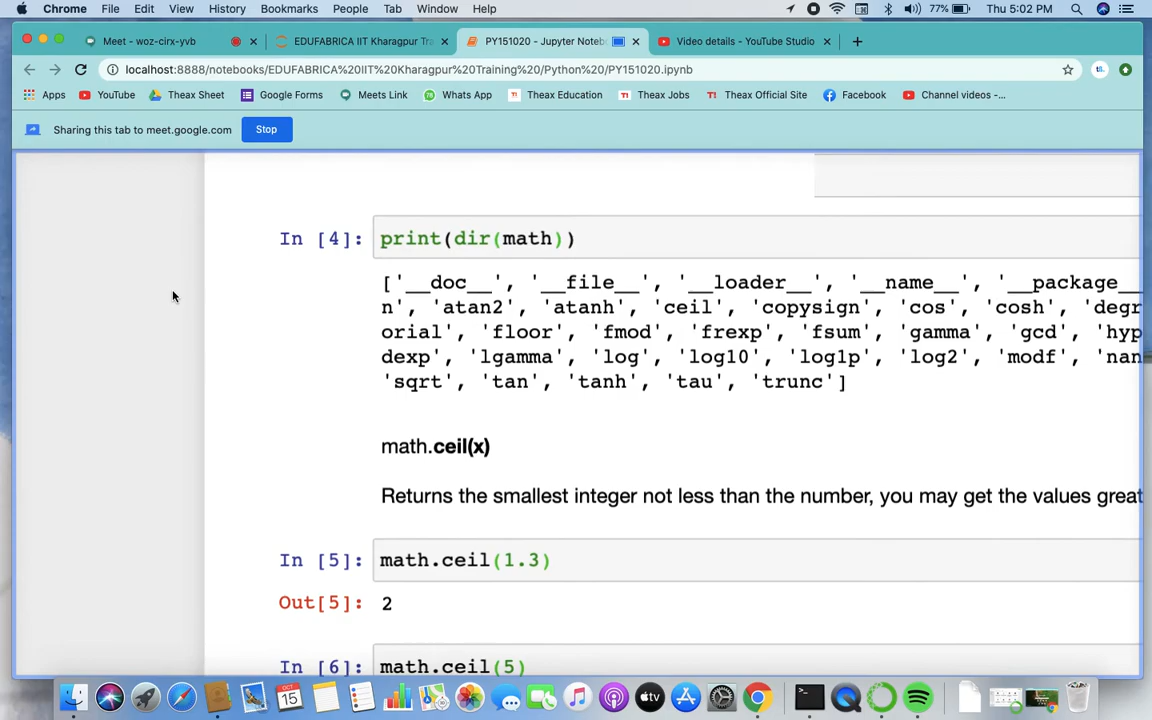 Chrome File Edit View History Bookmarks People Tab Window Help 77% Thu 5:02 PM
Meet - woz-cirx-yvb EDUFABRICA IIT Kharagpur Tra PY151020 - Jupyter Noteb Video details - YouTube Studio
localhost:8888/notebooks/EDUFABRICA%20IIT%20Kharagpur%20Training%20/Python%20/PY151020.ipynb
Apps YouTube Theax Sheet Google Forms Meets Link Whats App Theax Education Theax Jobs Theax Official Site Facebook Channel videos -...
Sharing this tab to meet.google.com Stop
In [4]: print(dir(math))
['__doc__', '__file__', '__loader__', '__name__', '__package__
n', 'atan2', 'atanh', 'ceil', 'copysign', 'cos', 'cosh', 'degr
orial', 'floor', 'fmod', 'frexp', 'fsum', 'gamma', 'gcd', 'hyp
dexp', 'lgamma', 'log', 'log10', 'log1p', 'log2', 'modf', 'nan
'sqrt', 'tan', 'tanh', 'tau', 'trunc']
math.ceil(x)
Returns the smallest integer not less than the number, you may get the values great
In [5]: math.ceil(1.3)
Out[5]: 2
In [6]: math.ceil(5)
OCT
15
tv